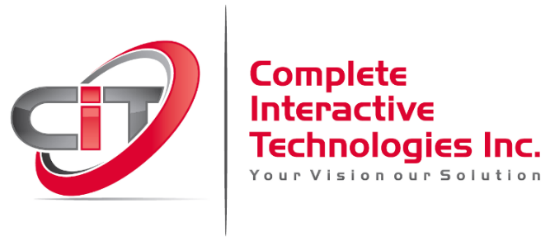 CiT
Complete
Interactive
Technologies Inc.
Your Vision our Solution